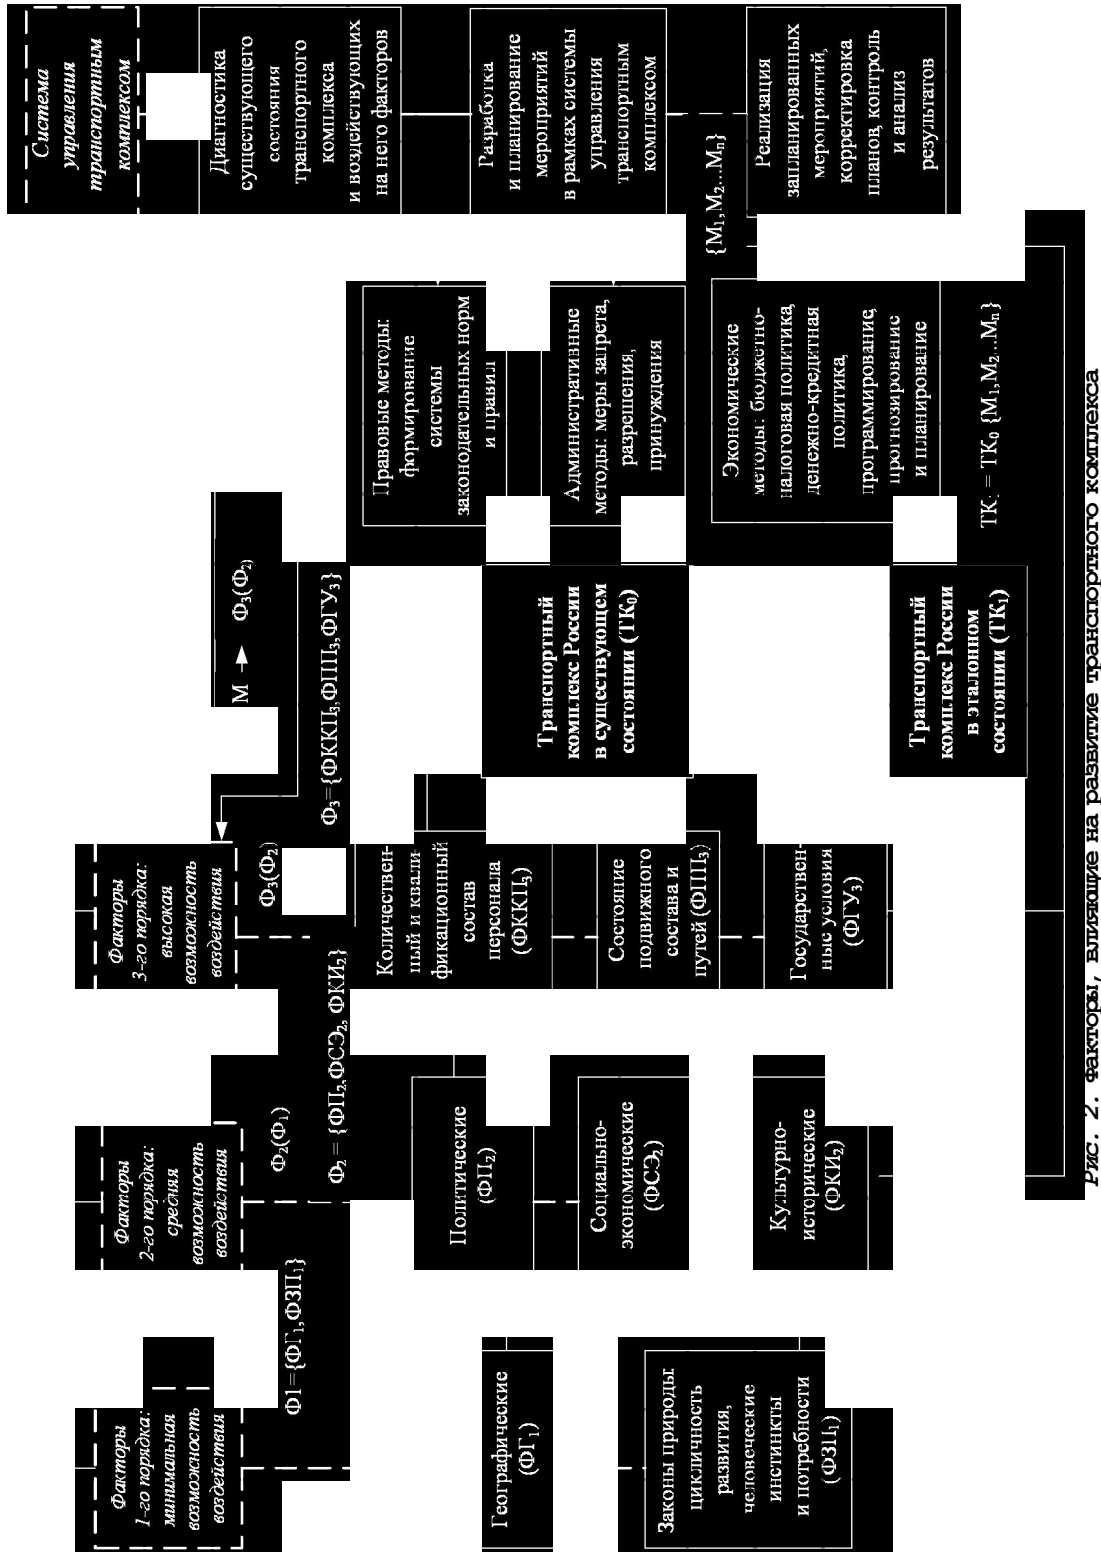 Факторы
1-го порядка:
минимальная
возможность
воздействия
Факторы
2-го порядка:
средняя
возможность
воздействия
Факторы
3-го порядка:
высокая
возможность
воздействия
Система
управления
транспортным
комплексом
Диагностика
существующего
состояния
транспортного
комплекса
и воздействующих
на него факторов
Разработка
и планирование
мероприятий
в рамках системы
управления
транспортным
комплексом
{М₁,М₂...Мₙ}
Реализация
запланированных
мероприятий,
корректировка
планов, контроль
и анализ
результатов
М → Ф₃(Ф₂)
Ф₂(Ф₁)
Ф₃(Ф₂)
Ф1={ФГ₁,ФЗП₁}
Ф₂ = {ФП₂,ФСЭ₂, ФКИ₂}
Ф₃={ФККП₃,ФПП₃,ФГУ₃}
Географические
(ФГ₁)
Законы природы:
цикличность
развития,
человеческие
инстинкты
и потребности
(ФЗП₁)
Политические
(ФП₂)
Социально-
экономические
(ФСЭ₂)
Культурно-
исторические
(ФКИ₂)
Количествен-
ный и квали-
фикационный
состав
персонала
(ФККП₃)
Состояние
подвижного
состава и
путей (ФПП₃)
Государствен-
ные условия
(ФГУ₃)
Транспортный
комплекс России
в существующем
состоянии (ТК₀)
Транспортный
комплекс России
в эталонном
состоянии (ТК₁)
Правовые методы:
формирование
системы
законодательных норм
и правил
Административные
методы: меры запрета,
разрешения,
принуждения
Экономические
методы: бюджетно-
налоговая политика,
денежно-кредитная
политика,
программирование,
прогнозирование
и планирование
ТК₁ = ТК₀ {М₁,М₂...Мₙ}
Рис. 2. Факторы, влияющие на развитие транспортного комплекса